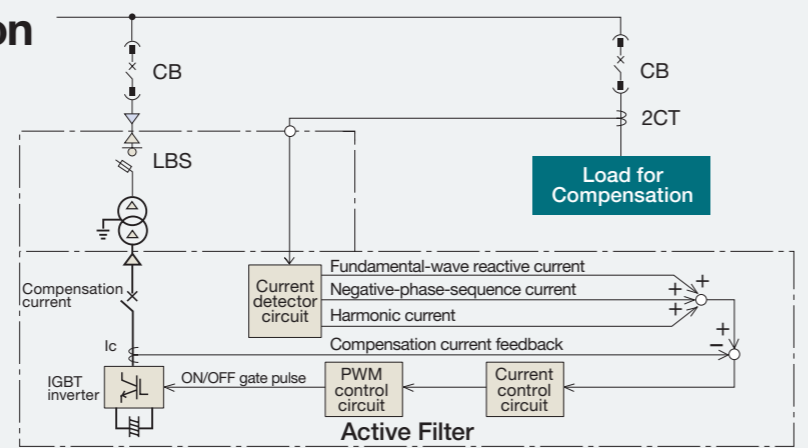 on
CB
CB
2CT
LBS
Load for
Compensation
Compensation
current
Current
detector
circuit
Fundamental-wave reactive current
Negative-phase-sequence current
Harmonic current
+
+
+
+
−
Ic
Compensation current feedback
IGBT
inverter
ON/OFF gate pulse
PWM
control
circuit
Current
control
circuit
Active Filter